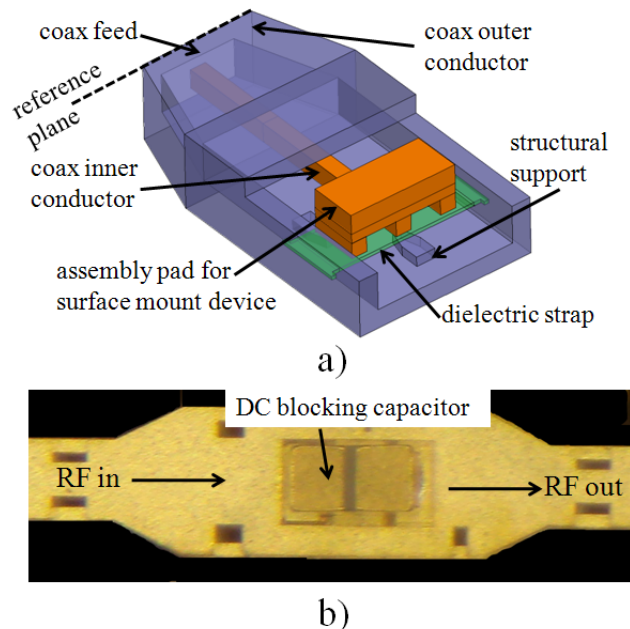 coax feed
coax outer
conductor
reference
plane
structural
support
coax inner
conductor
assembly pad for
surface mount device
dielectric strap
a)
DC blocking capacitor
RF in
RF out
b)